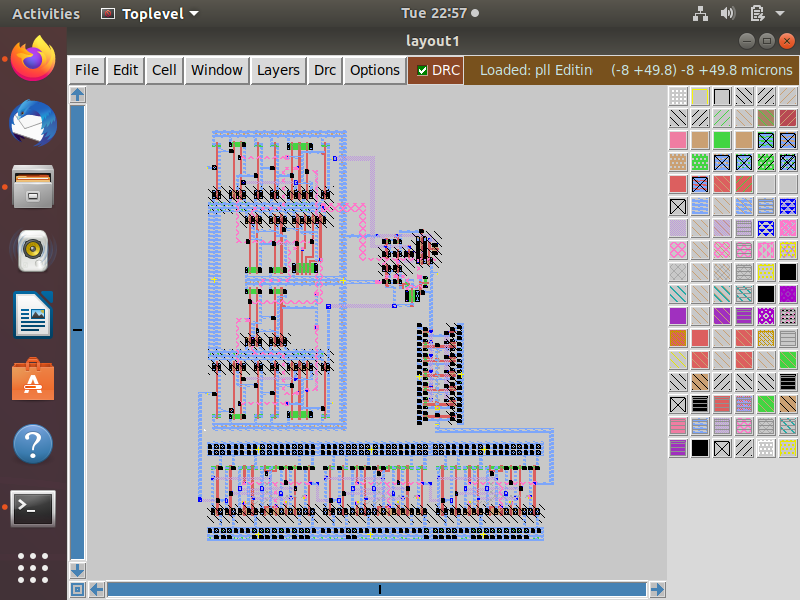 Activities Toplevel Tue 22:57
layout1
File Edit Cell Window Layers Drc Options DRC Loaded: pll Editin (-8 +49.8) -8 +49.8 microns